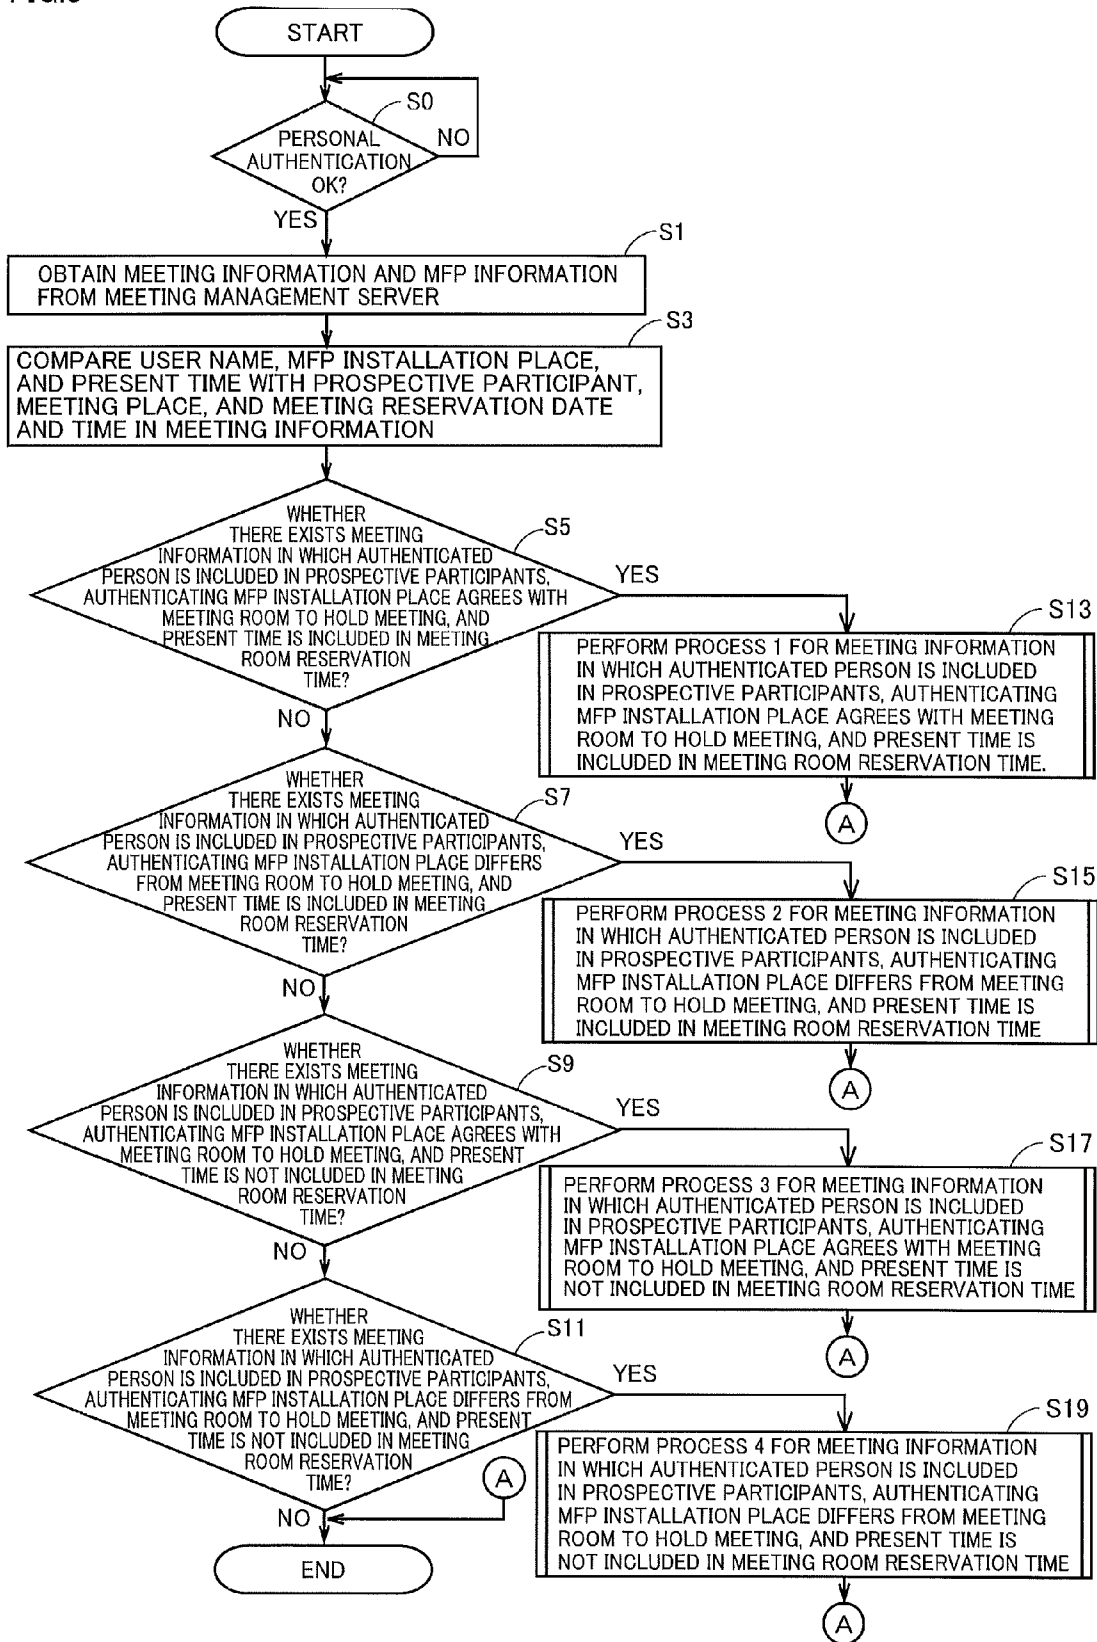 START
S0
PERSONAL
AUTHENTICATION
OK?
NO
YES
S1
OBTAIN MEETING INFORMATION AND MFP INFORMATION
FROM MEETING MANAGEMENT SERVER
S3
COMPARE USER NAME, MFP INSTALLATION PLACE,
AND PRESENT TIME WITH PROSPECTIVE PARTICIPANT,
MEETING PLACE, AND MEETING RESERVATION DATE
AND TIME IN MEETING INFORMATION
WHETHER
THERE EXISTS MEETING
INFORMATION IN WHICH AUTHENTICATED
PERSON IS INCLUDED IN PROSPECTIVE PARTICIPANTS,
AUTHENTICATING MFP INSTALLATION PLACE AGREES WITH
MEETING ROOM TO HOLD MEETING, AND
PRESENT TIME IS INCLUDED IN MEETING
ROOM RESERVATION
TIME?
S5
YES
NO
S13
PERFORM PROCESS 1 FOR MEETING INFORMATION
IN WHICH AUTHENTICATED PERSON IS INCLUDED
IN PROSPECTIVE PARTICIPANTS, AUTHENTICATING
MFP INSTALLATION PLACE AGREES WITH MEETING
ROOM TO HOLD MEETING, AND PRESENT TIME IS
INCLUDED IN MEETING ROOM RESERVATION TIME.
A
WHETHER
THERE EXISTS MEETING
INFORMATION IN WHICH AUTHENTICATED
PERSON IS INCLUDED IN PROSPECTIVE PARTICIPANTS,
AUTHENTICATING MFP INSTALLATION PLACE DIFFERS
FROM MEETING ROOM TO HOLD MEETING, AND
PRESENT TIME IS INCLUDED IN MEETING
ROOM RESERVATION
TIME?
S7
YES
NO
S15
PERFORM PROCESS 2 FOR MEETING INFORMATION
IN WHICH AUTHENTICATED PERSON IS INCLUDED
IN PROSPECTIVE PARTICIPANTS, AUTHENTICATING
MFP INSTALLATION PLACE DIFFERS FROM MEETING
ROOM TO HOLD MEETING, AND PRESENT TIME IS
INCLUDED IN MEETING ROOM RESERVATION TIME
A
WHETHER
THERE EXISTS MEETING
INFORMATION IN WHICH AUTHENTICATED
PERSON IS INCLUDED IN PROSPECTIVE PARTICIPANTS,
AUTHENTICATING MFP INSTALLATION PLACE AGREES WITH
MEETING ROOM TO HOLD MEETING, AND PRESENT
TIME IS NOT INCLUDED IN MEETING
ROOM RESERVATION
TIME?
S9
YES
NO
S17
PERFORM PROCESS 3 FOR MEETING INFORMATION
IN WHICH AUTHENTICATED PERSON IS INCLUDED
IN PROSPECTIVE PARTICIPANTS, AUTHENTICATING
MFP INSTALLATION PLACE AGREES WITH MEETING
ROOM TO HOLD MEETING, AND PRESENT TIME IS
NOT INCLUDED IN MEETING ROOM RESERVATION TIME
A
WHETHER
THERE EXISTS MEETING
INFORMATION IN WHICH AUTHENTICATED
PERSON IS INCLUDED IN PROSPECTIVE PARTICIPANTS,
AUTHENTICATING MFP INSTALLATION PLACE DIFFERS FROM
MEETING ROOM TO HOLD MEETING, AND PRESENT
TIME IS NOT INCLUDED IN MEETING
ROOM RESERVATION
TIME?
S11
YES
NO
A
S19
PERFORM PROCESS 4 FOR MEETING INFORMATION
IN WHICH AUTHENTICATED PERSON IS INCLUDED
IN PROSPECTIVE PARTICIPANTS, AUTHENTICATING
MFP INSTALLATION PLACE DIFFERS FROM MEETING
ROOM TO HOLD MEETING, AND PRESENT TIME IS
NOT INCLUDED IN MEETING ROOM RESERVATION TIME
A
END